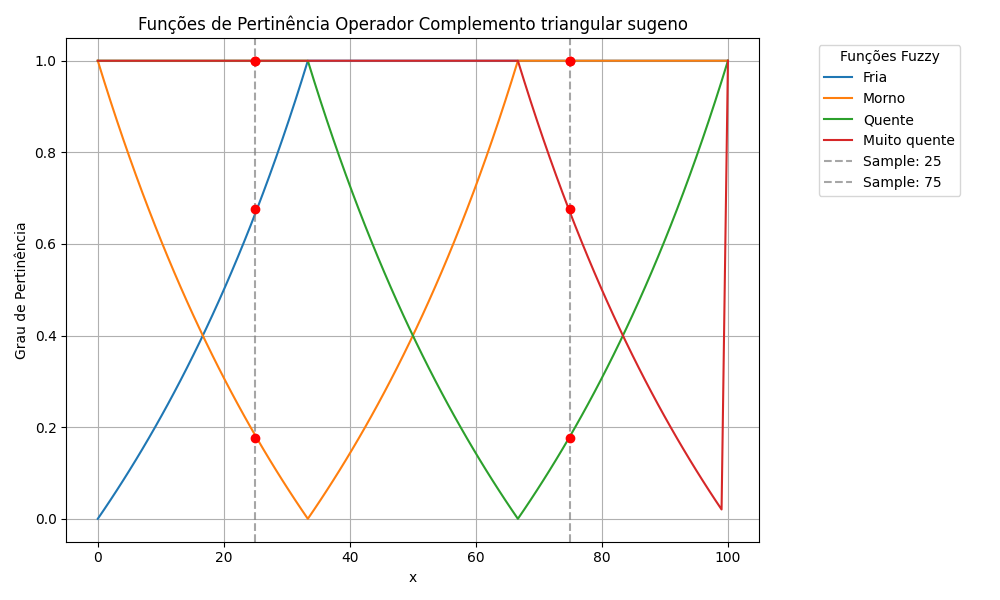 Funções de Pertinência Operador Complemento triangular sugeno
Grau de Pertinência
1.0
0.8
0.6
0.4
0.2
0.0
0
20
40
60
80
100
x
Funções Fuzzy
Fria
Morno
Quente
Muito quente
Sample: 25
Sample: 75